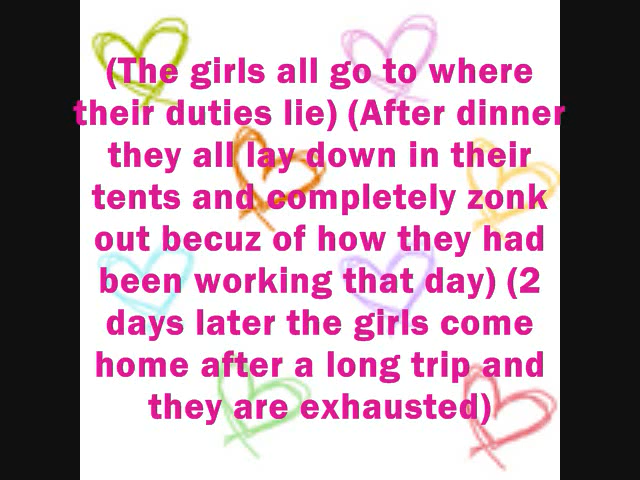 (The girls all go to where
their duties lie) (After dinner
they all lay down in their
tents and completely zonk
out becuz of how they had
been working that day) (2
days later the girls come
home after a long trip and
they are exhausted)